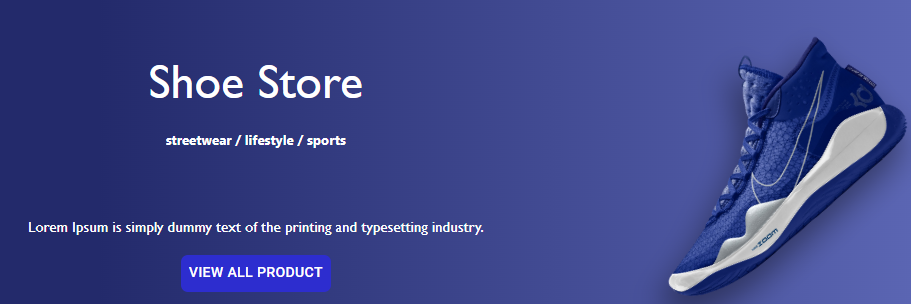 Shoe Store
streetwear / lifestyle / sports
Lorem Ipsum is simply dummy text of the printing and typesetting industry.
VIEW ALL PRODUCT
zoom